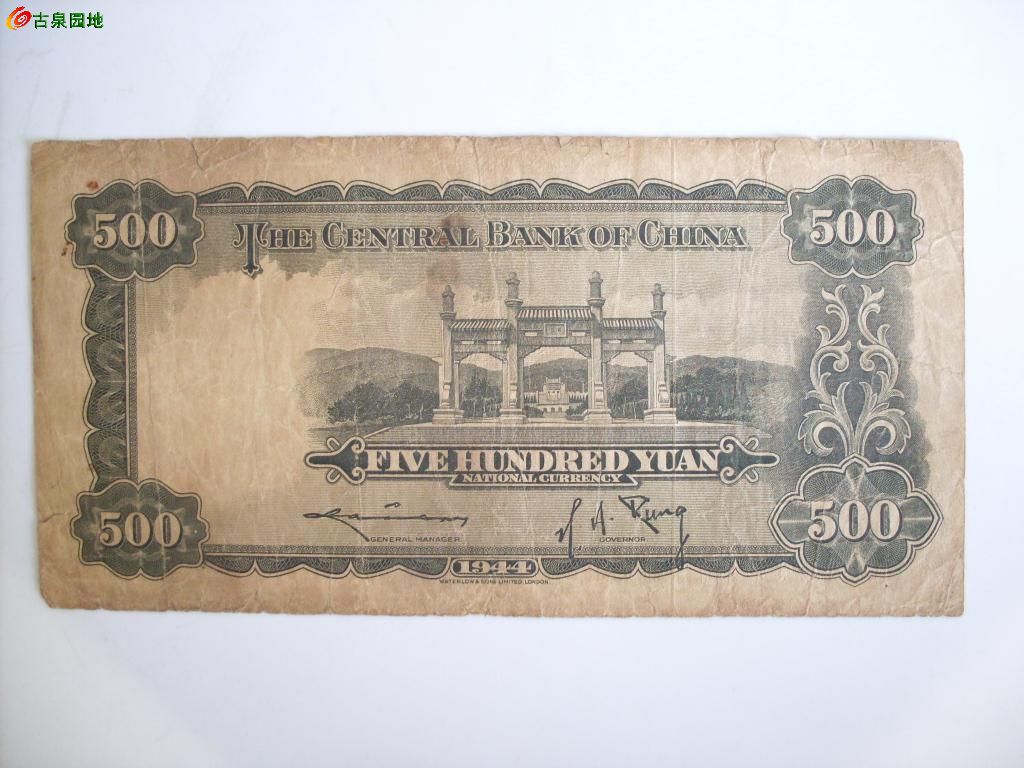 古泉园地
500 500
THE CENTRAL BANK OF CHINA
FIVE HUNDRED YUAN
NATIONAL CURRENCY
500 500
H. H. Kung
GENERAL MANAGER. GOVERNOR.
1944
WATERLOW & SONS LIMITED, LONDON.